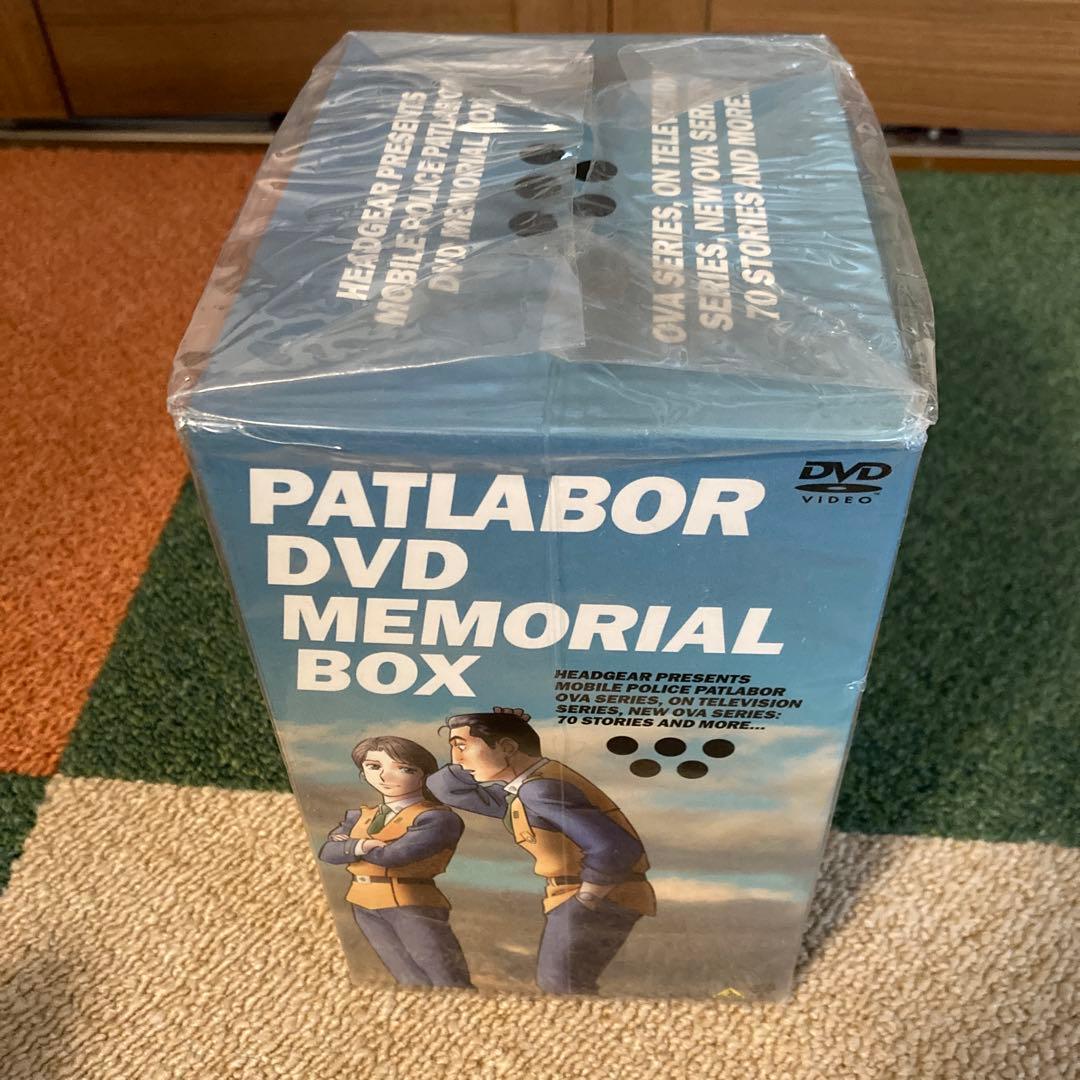 HEADGEAR PRESENTS
MOBILE POLICE PATLABOR
DVD MEMORIAL BOX
OVA SERIES, ON TELEVISION
SERIES, NEW OVA SERIES:
70 STORIES AND MORE...
PATLABOR
DVD
MEMORIAL
BOX
DVD
VIDEO
TM
HEADGEAR PRESENTS
MOBILE POLICE PATLABOR
OVA SERIES, ON TELEVISION
SERIES, NEW OVA SERIES:
70 STORIES AND MORE...